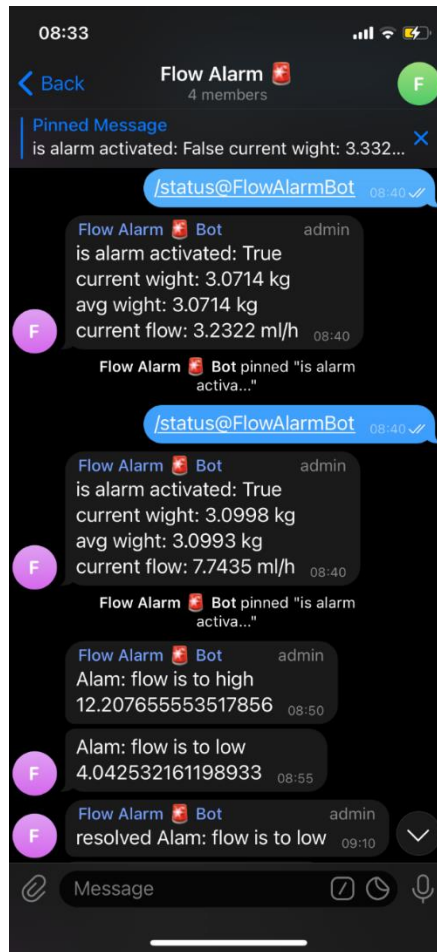 08:33
Back
Flow Alarm 🚨
4 members
F
Pinned Message
is alarm activated: False current wight: 3.332...
/status@FlowAlarmBot 08:40
Flow Alarm 🚨 Bot admin
is alarm activated: True
current wight: 3.0714 kg
avg wight: 3.0714 kg
current flow: 3.2322 ml/h 08:40
F
Flow Alarm 🚨 Bot pinned "is alarm
activa..."
/status@FlowAlarmBot 08:40
Flow Alarm 🚨 Bot admin
is alarm activated: True
current wight: 3.0998 kg
avg wight: 3.0993 kg
current flow: 7.7435 ml/h 08:40
F
Flow Alarm 🚨 Bot pinned "is alarm
activa..."
Flow Alarm 🚨 Bot admin
Alam: flow is to high
12.207655553517856 08:50
Alam: flow is to low
4.042532161198933 08:55
F
Flow Alarm 🚨 Bot admin
resolved Alam: flow is to low 09:10
F
Message